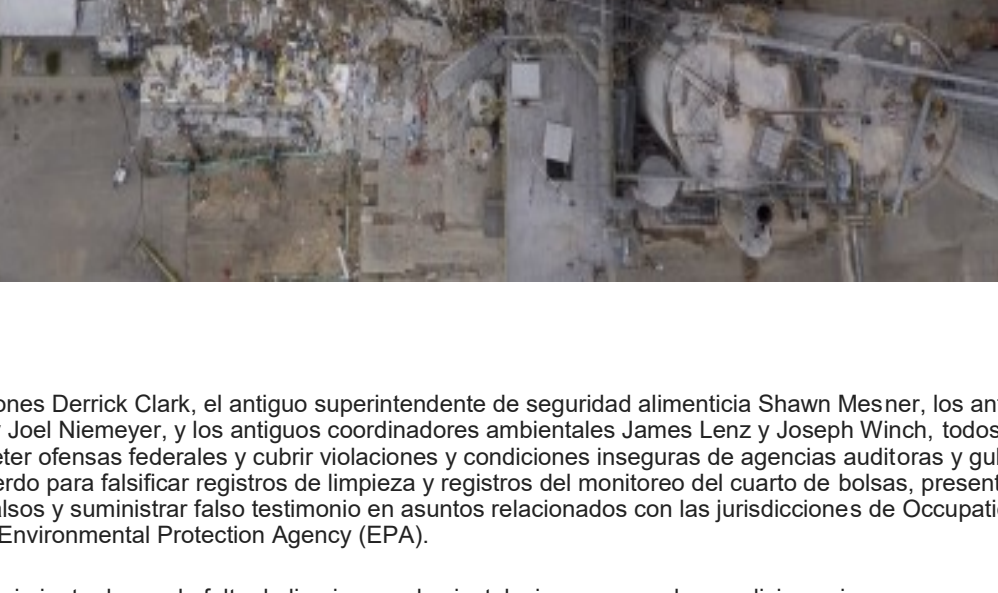 ones Derrick Clark, el antiguo superintendente de seguridad alimenticia Shawn Mesner, los an
Joel Niemeyer, y los antiguos coordinadores ambientales James Lenz y Joseph Winch, todos
ter ofensas federales y cubrir violaciones y condiciones inseguras de agencias auditoras y gu
erdo para falsificar registros de limpieza y registros del monitoreo del cuarto de bolsas, present
lsos y suministrar falso testimonio en asuntos relacionados con las jurisdicciones de Occupati
Environmental Protection Agency (EPA).